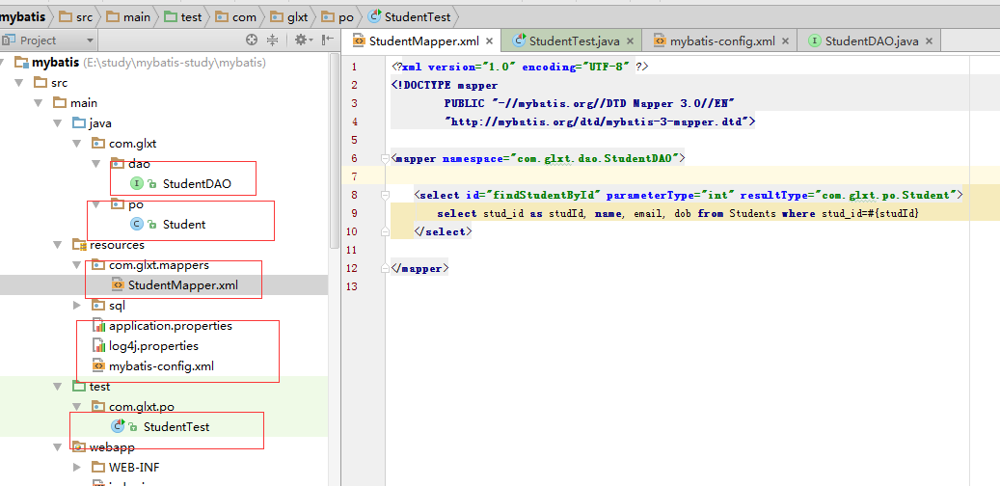 mybatis src main test com glxt po StudentTest
Project
StudentMapper.xml StudentTest.java mybatis-config.xml StudentDAO.java
mybatis (E:\study\mybatis-study\mybatis)
src
main
java
com.glxt
dao
StudentDAO
po
Student
resources
com.glxt.mappers
StudentMapper.xml
sql
application.properties
log4j.properties
mybatis-config.xml
test
com.glxt.po
StudentTest
webapp
WEB-INF
1 <?xml version="1.0" encoding="UTF-8" ?>
2 <!DOCTYPE mapper
3 PUBLIC "-//mybatis.org//DTD Mapper 3.0//EN"
4 "http://mybatis.org/dtd/mybatis-3-mapper.dtd">
5
6 <mapper namespace="com.glxt.dao.StudentDAO">
7
8 <select id="findStudentById" parameterType="int" resultType="com.glxt.po.Student">
9 select stud_id as studId, name, email, dob from Students where stud_id=#{studId}
10 </select>
11
12 </mapper>
13